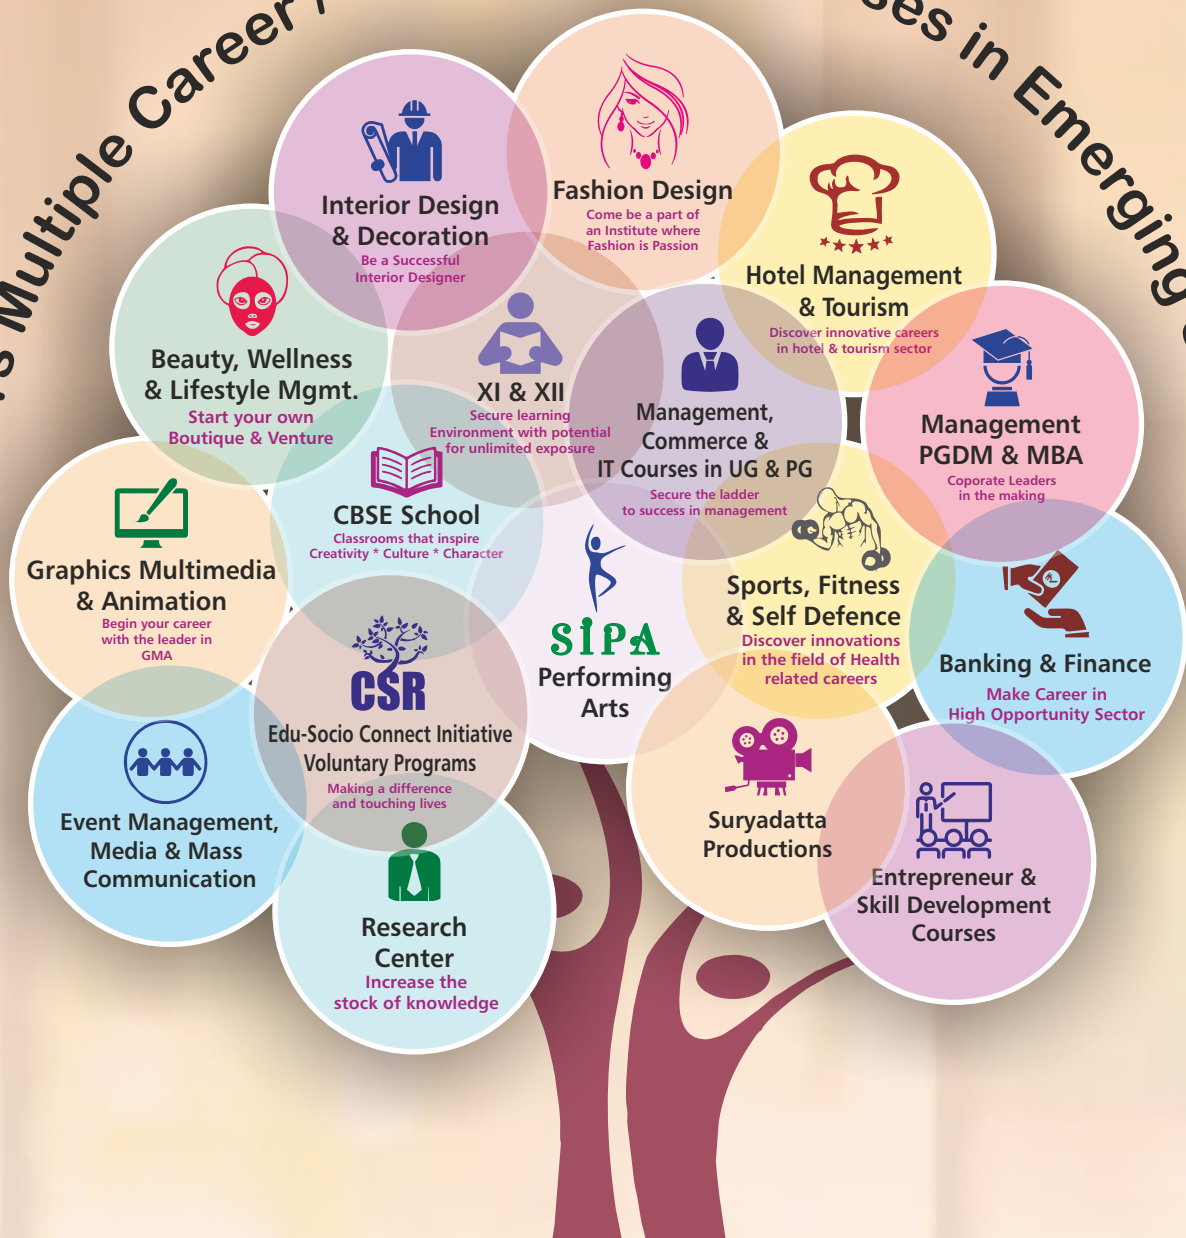 Multiple Career
in Emerging
Fashion Design
Come be a part of
an Institute where
Fashion is Passion
Interior Design
& Decoration
Be a Successful
Interior Designer
Hotel Management
& Tourism
Discover innovative careers
in hotel & tourism sector
Beauty, Wellness
& Lifestyle Mgmt.
Start your own
Boutique & Venture
XI & XII
Secure learning
Environment with potential
for unlimited exposure
Management,
Commerce &
IT Courses in UG & PG
Secure the ladder
to success in management
Management
PGDM & MBA
Coporate Leaders
in the making
CBSE School
Classrooms that inspire
Creativity * Culture * Character
Graphics Multimedia
& Animation
Begin your career
with the leader in
GMA
Sports, Fitness
& Self Defence
Discover innovations
in the field of Health
related careers
SIPA
Performing
Arts
Banking & Finance
Make Career in
High Opportunity Sector
CSR
Edu-Socio Connect Initiative
Voluntary Programs
Making a difference
and touching lives
Event Management,
Media & Mass
Communication
Suryadatta
Productions
Entrepreneur &
Skill Development
Courses
Research
Center
Increase the
stock of knowledge